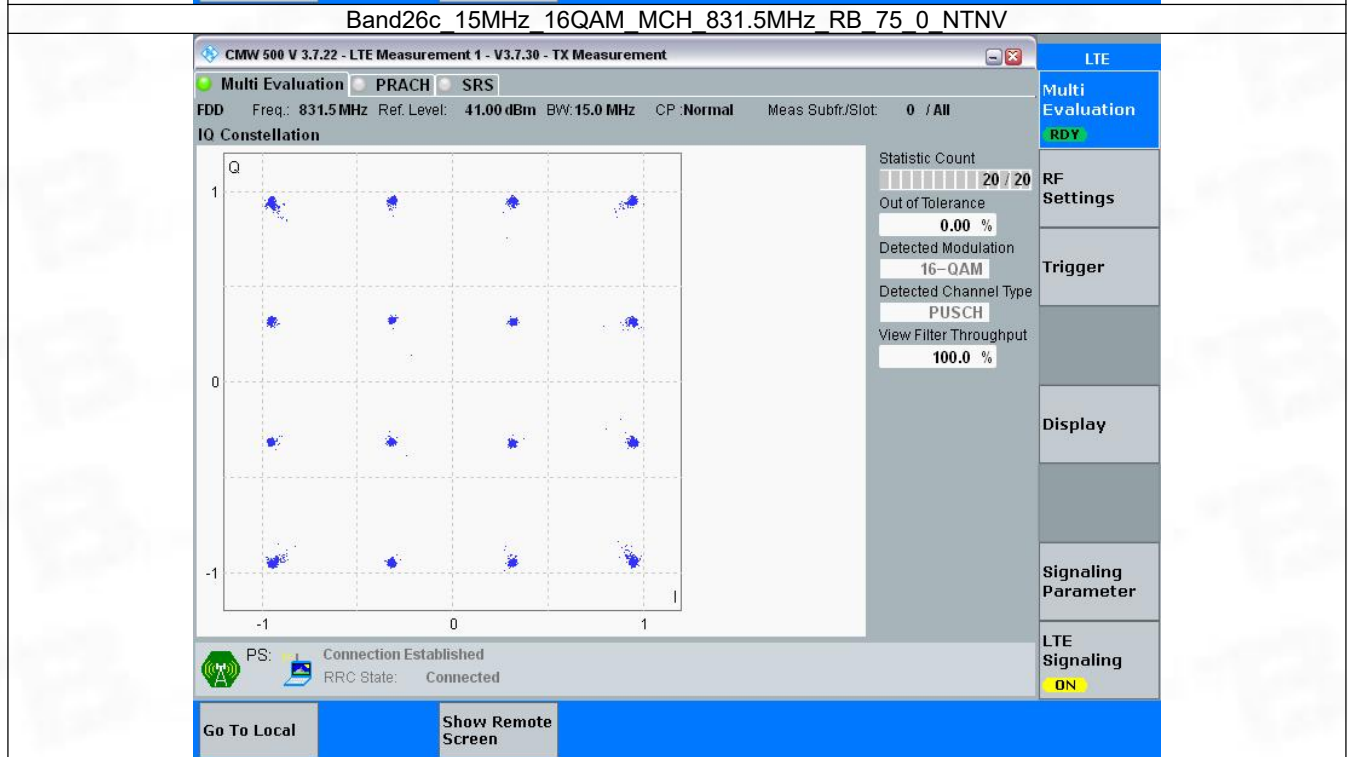 Band26c_15MHz_16QAM_MCH_831.5MHz_RB_75_0_NTNV
CMW 500 V 3.7.22 - LTE Measurement 1 - V3.7.30 - TX Measurement
LTE
Multi Evaluation PRACH SRS
FDD Freq.: 831.5 MHz Ref. Level: 41.00 dBm BW: 15.0 MHz CP :Normal Meas Subfr./Slot: 0 / All
IQ Constellation
Q
1
0
-1
I
-1 0 1
Statistic Count
20 / 20
Out of Tolerance
0.00 %
Detected Modulation
16-QAM
Detected Channel Type
PUSCH
View Filter Throughput
100.0 %
Multi
Evaluation
RDY
RF
Settings
Trigger
Display
Signaling
Parameter
LTE
Signaling
ON
PS: Connection Established
RRC State: Connected
Go To Local
Show Remote
Screen